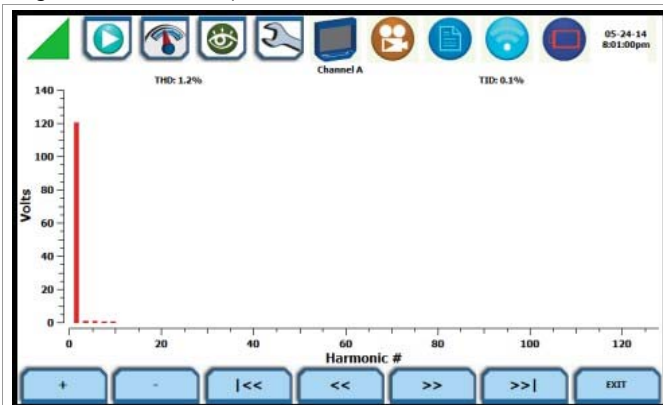 05-24-14
8:01:00pm
Channel A
THD: 1.2%
TID: 0.1%
140
120
100
80
60
40
20
0
Volts
0 20 40 60 80 100 120
Harmonic #
+ - |<< << >> >>| EXIT